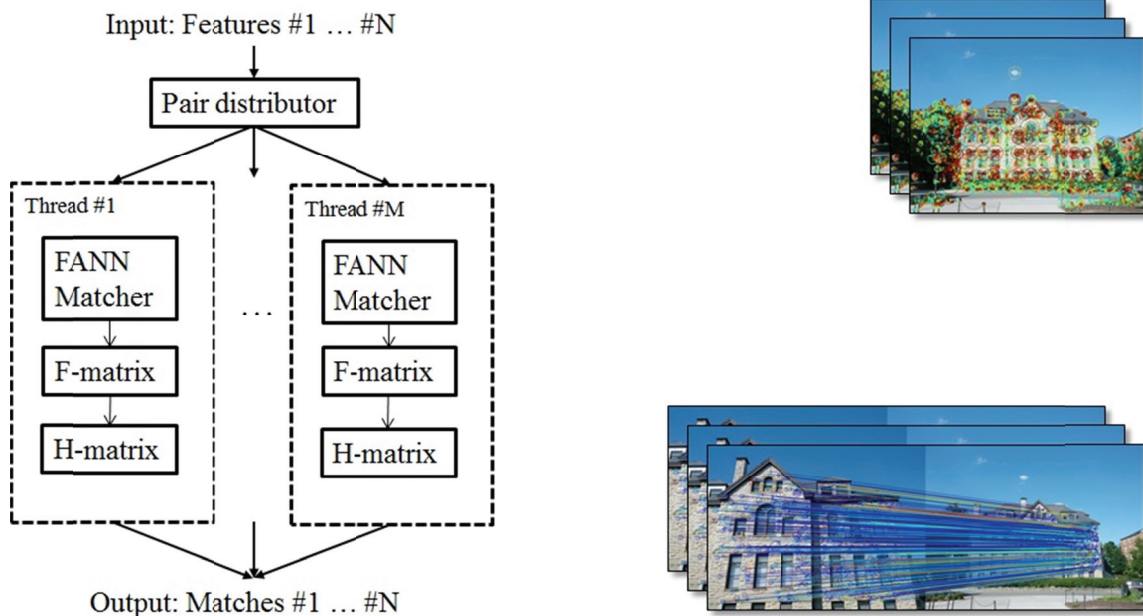 Input: Features #1 … #N
Pair distributor
Thread #1
FANN
Matcher
F-matrix
H-matrix
…
Thread #M
FANN
Matcher
F-matrix
H-matrix
Output: Matches #1 … #N